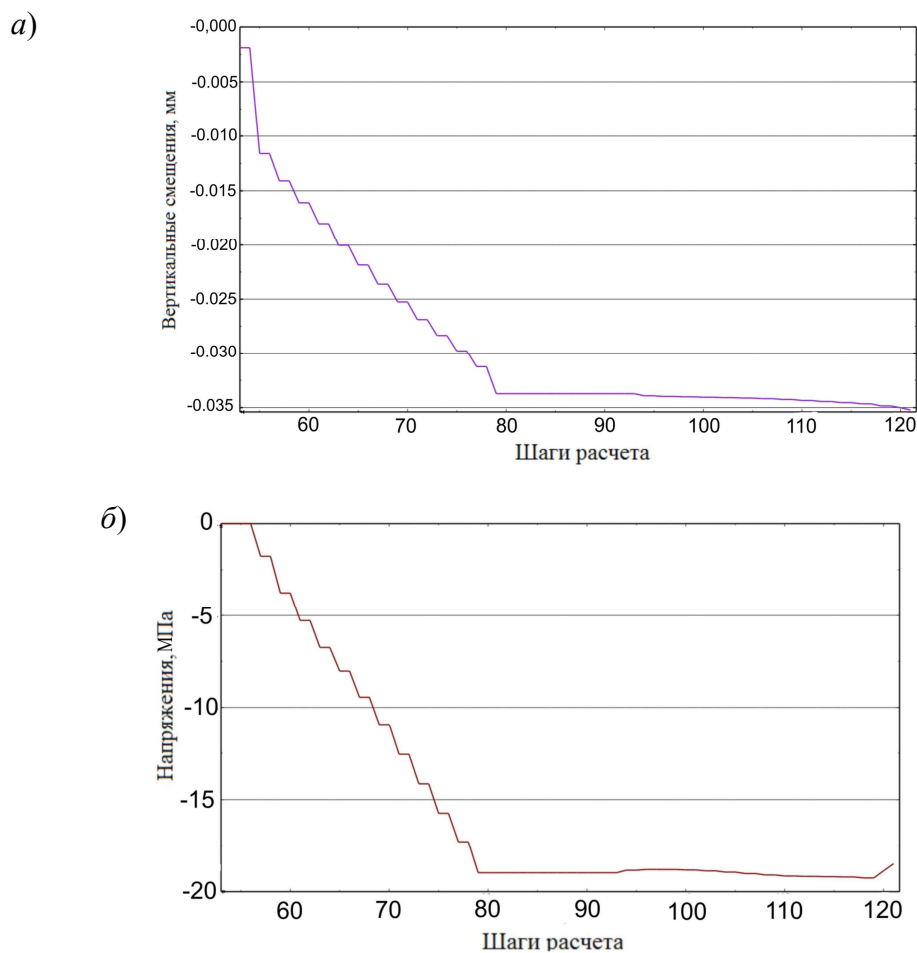 а)
-0,000
-0.005
-0.010
-0.015
-0.020
-0.025
-0.030
-0.035
Вертикальные смещения, мм
60 70 80 90 100 110 120
Шаги расчета
б)
0
-5
-10
-15
-20
Напряжения,МПа
60 70 80 90 100 110 120
Шаги расчета